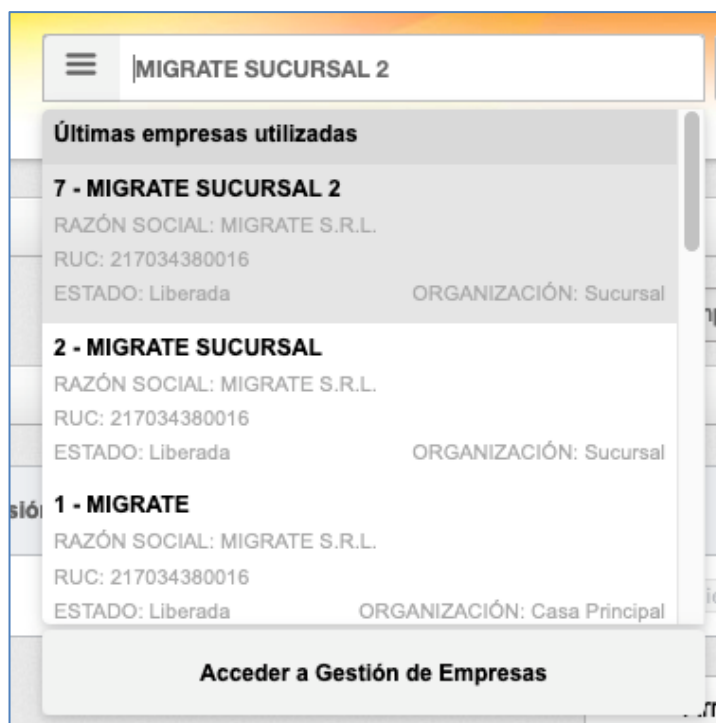 MIGRATE SUCURSAL 2
Últimas empresas utilizadas
7 - MIGRATE SUCURSAL 2
RAZÓN SOCIAL: MIGRATE S.R.L.
RUC: 217034380016
ESTADO: Liberada ORGANIZACIÓN: Sucursal
2 - MIGRATE SUCURSAL
RAZÓN SOCIAL: MIGRATE S.R.L.
RUC: 217034380016
ESTADO: Liberada ORGANIZACIÓN: Sucursal
1 - MIGRATE
RAZÓN SOCIAL: MIGRATE S.R.L.
RUC: 217034380016
ESTADO: Liberada ORGANIZACIÓN: Casa Principal
Acceder a Gestión de Empresas